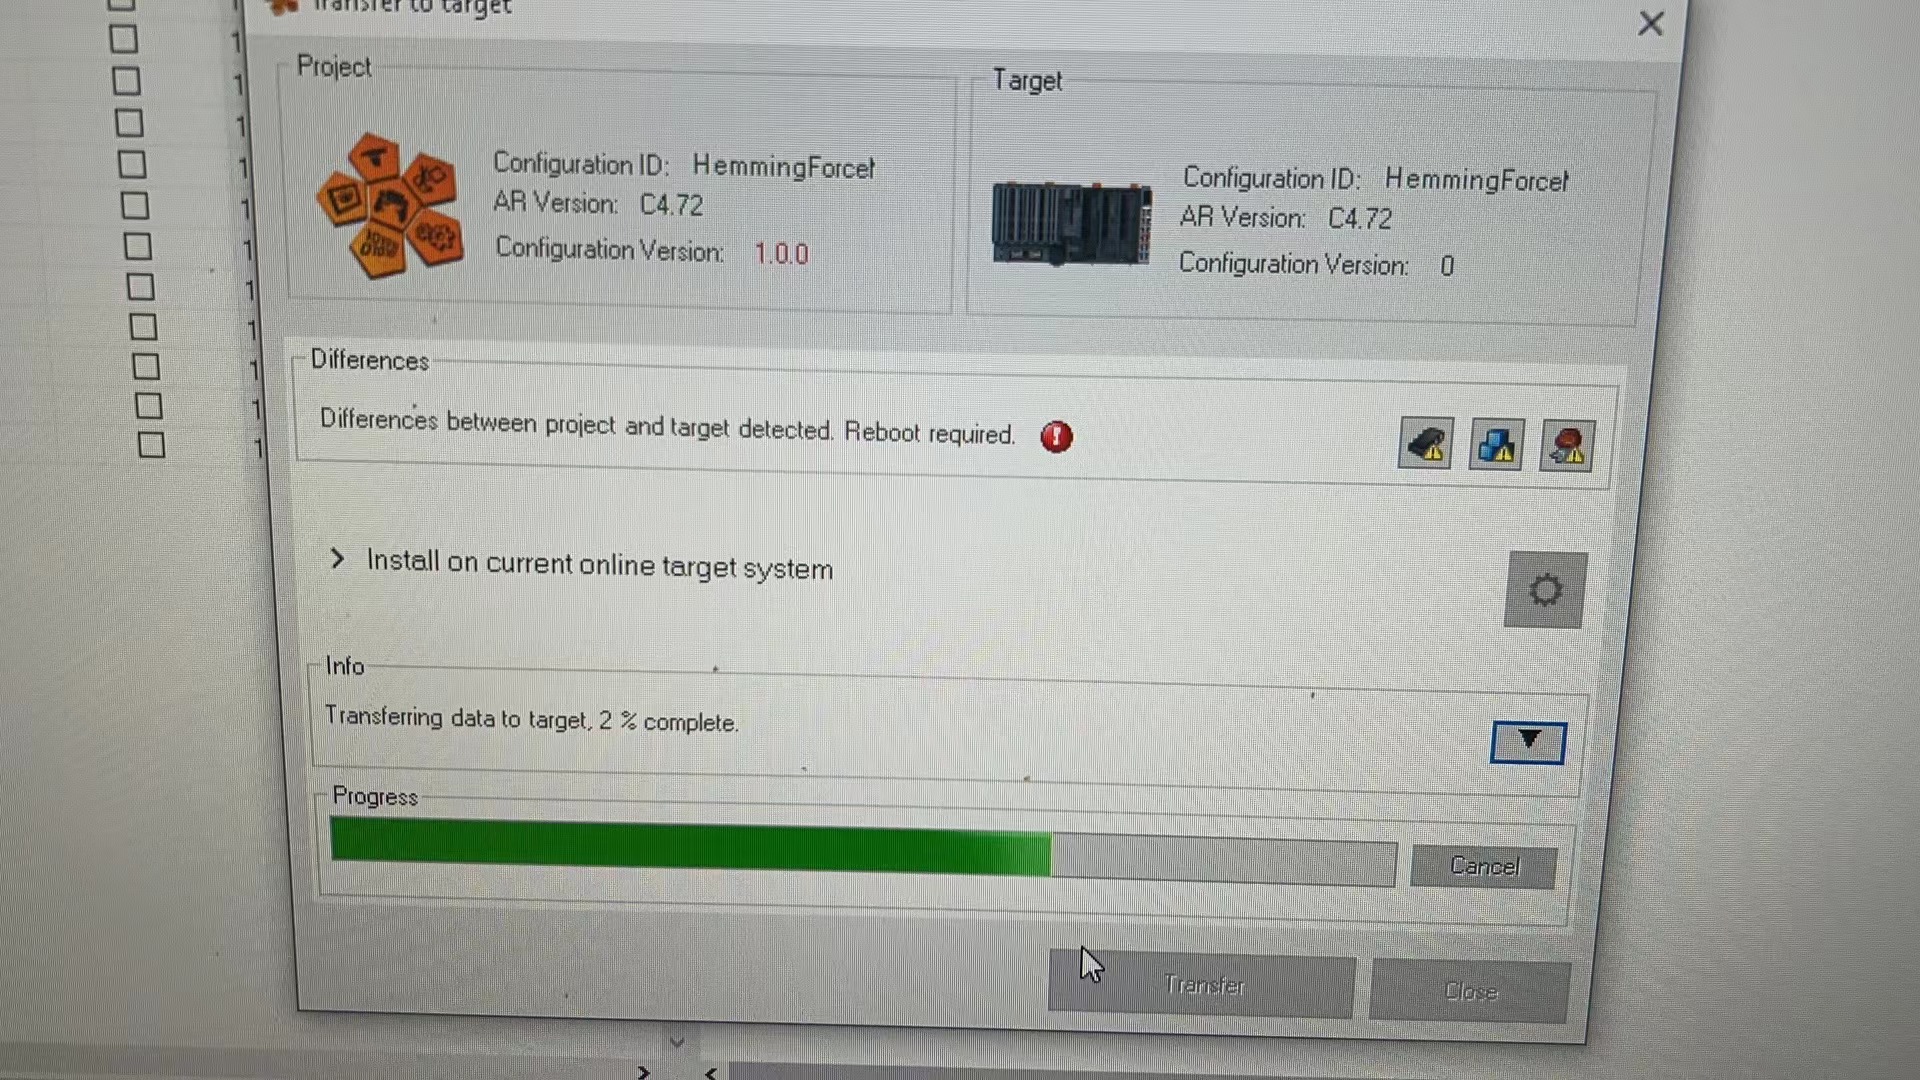 Transfer to target
Project
Configuration ID: HemmingForcet
AR Version: C4.72
Configuration Version: 1.0.0
Target
Configuration ID: HemmingForcet
AR Version: C4.72
Configuration Version: 0
Differences
Differences between project and target detected. Reboot required.
Install on current online target system
Info
Transferring data to target, 2 % complete.
Progress
Cancel
Transfer
Close